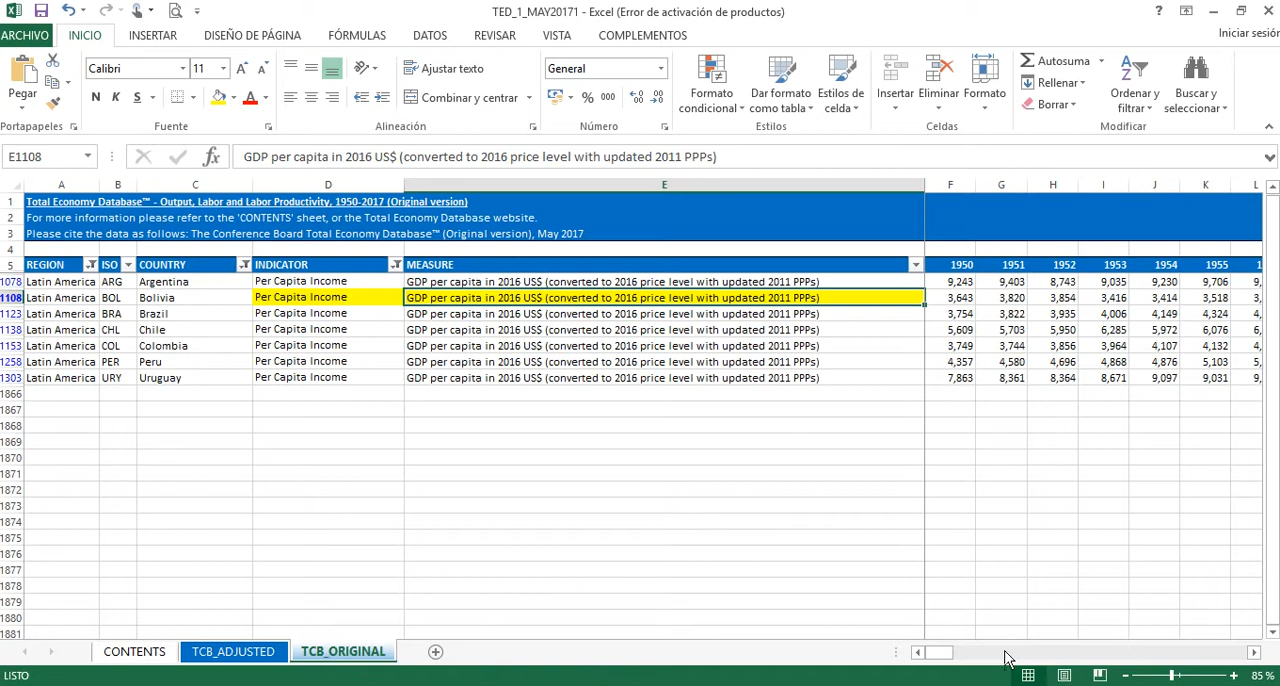 TED_1_MAY20171 - Excel (Error de activación de productos)
ARCHIVO INICIO INSERTAR DISEÑO DE PÁGINA FÓRMULAS DATOS REVISAR VISTA COMPLEMENTOS Iniciar sesión
Pegar
Calibri 11
N K S
Ajustar texto
Combinar y centrar
General
% 000
Formato condicional
Dar formato como tabla
Estilos de celda
Insertar
Eliminar
Formato
Autosuma
Rellenar
Borrar
Ordenar y filtrar
Buscar y seleccionar
Portapapeles Fuente Alineación Número Estilos Celdas Modificar
E1108 fx GDP per capita in 2016 US$ (converted to 2016 price level with updated 2011 PPPs)
A B C D E F G H I J K L
1 Total Economy Database™ - Output, Labor and Labor Productivity, 1950-2017 (Original version)
2 For more information please refer to the 'CONTENTS' sheet, or the Total Economy Database website.
3 Please cite the data as follows: The Conference Board Total Economy Database™ (Original version), May 2017
4
5 REGION ISO COUNTRY INDICATOR MEASURE 1950 1951 1952 1953 1954 1955 1
1078 Latin America ARG Argentina Per Capita Income GDP per capita in 2016 US$ (converted to 2016 price level with updated 2011 PPPs) 9,243 9,403 8,743 9,035 9,230 9,706 9,
1108 Latin America BOL Bolivia Per Capita Income GDP per capita in 2016 US$ (converted to 2016 price level with updated 2011 PPPs) 3,643 3,820 3,854 3,416 3,414 3,518 3,
1123 Latin America BRA Brazil Per Capita Income GDP per capita in 2016 US$ (converted to 2016 price level with updated 2011 PPPs) 3,754 3,822 3,935 4,006 4,149 4,324 4,
1138 Latin America CHL Chile Per Capita Income GDP per capita in 2016 US$ (converted to 2016 price level with updated 2011 PPPs) 5,609 5,703 5,950 6,285 5,972 6,076 6,
1153 Latin America COL Colombia Per Capita Income GDP per capita in 2016 US$ (converted to 2016 price level with updated 2011 PPPs) 3,749 3,744 3,856 3,964 4,107 4,132 4,
1258 Latin America PER Peru Per Capita Income GDP per capita in 2016 US$ (converted to 2016 price level with updated 2011 PPPs) 4,357 4,580 4,696 4,868 4,876 5,103 5,
1303 Latin America URY Uruguay Per Capita Income GDP per capita in 2016 US$ (converted to 2016 price level with updated 2011 PPPs) 7,863 8,361 8,364 8,671 9,097 9,031 9,
1866
1867
1868
1869
1870
1871
1872
1873
1874
1875
1876
1877
1878
1879
1880
1881
CONTENTS TCB_ADJUSTED TCB_ORIGINAL
LISTO 85 %